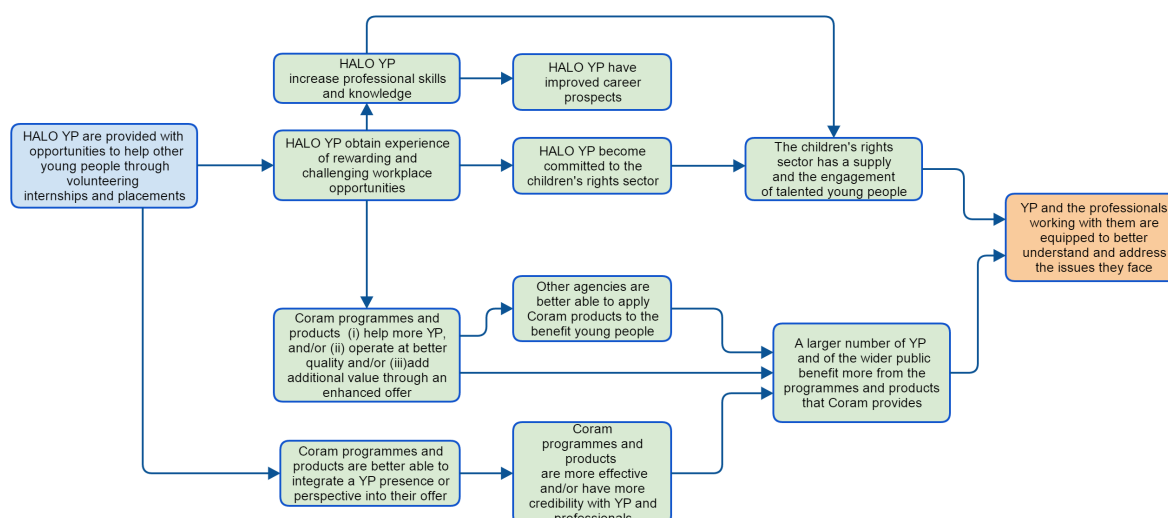 HALO YP
increase professional skills
and knowledge
HALO YP have
improved career
prospects
HALO YP are provided with
opportunities to help other
young people through
volunteering
internships and placements
HALO YP obtain experience
of rewarding and
challenging workplace
opportunities
HALO YP become
committed to the
children's rights sector
The children's rights
sector has a supply
and the engagement
of talented young people
YP and the professionals
working with them are
equipped to better
understand and address
the issues they face
Other agencies are
better able to apply
Coram products to the
benefit young people
Coram programmes and
products (i) help more YP,
and/or (ii) operate at better
quality and/or (iii)add
additional value through an
enhanced offer
A larger number of YP
and of the wider public
benefit more from the
programmes and products
that Coram provides
Coram programmes and
products are better able to
integrate a YP presence or
perspective into their offer
Coram
programmes and
products
are more effective
and/or have more
credibility with YP and
professionals